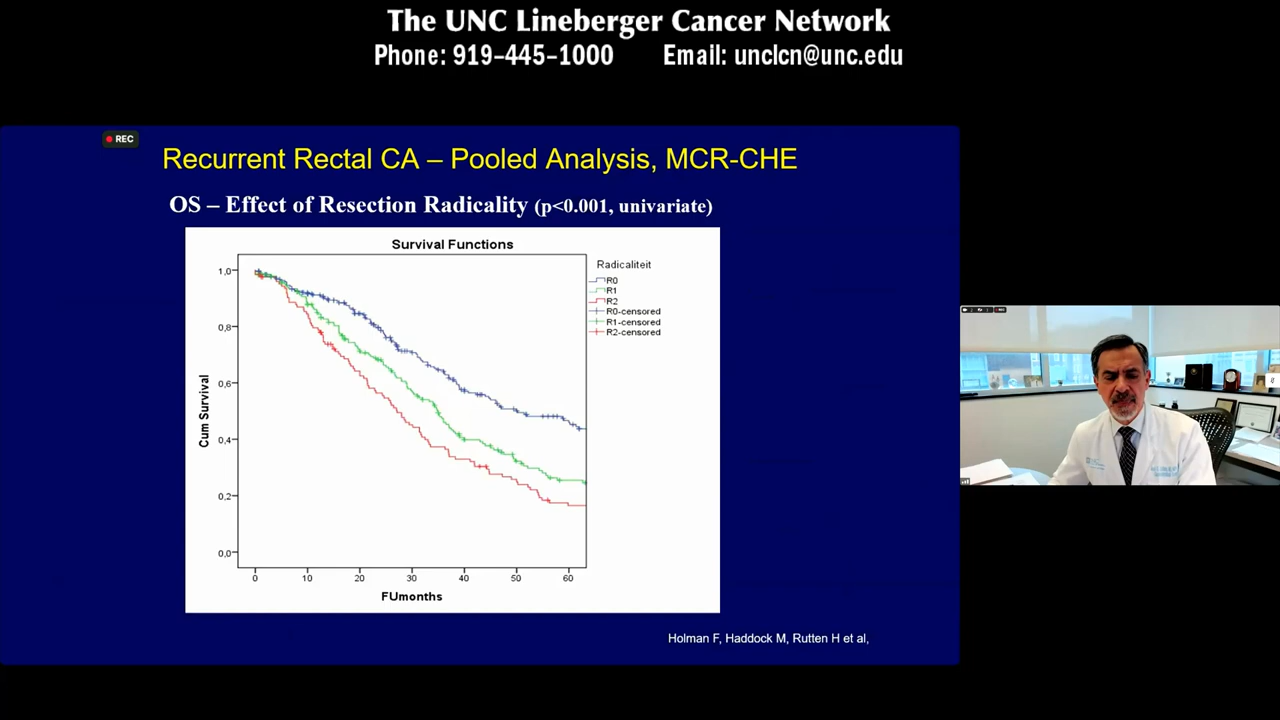 The UNC Lineberger Cancer Network
Phone: 919-445-1000 Email: unclcn@unc.edu
REC
Recurrent Rectal CA – Pooled Analysis, MCR-CHE
OS – Effect of Resection Radicality (p<0.001, univariate)
Survival Functions
Radicaliteit
R0
R1
R2
R0-censored
R1-censored
R2-censored
Cum Survival
1,0
0,8
0,6
0,4
0,2
0,0
0 10 20 30 40 50 60
FUmonths
Holman F, Haddock M, Rutten H et al,